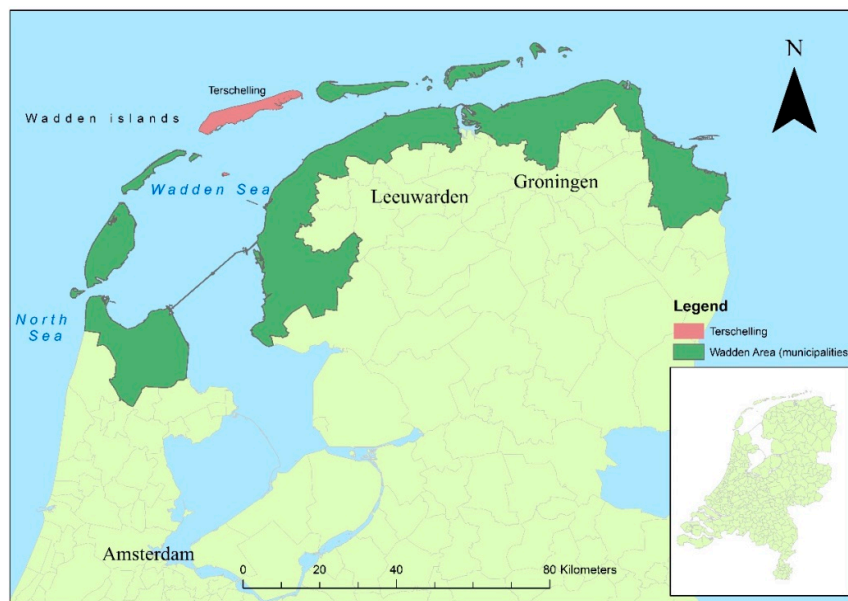 N
Terschelling
Wadden islands
Wadden Sea
Leeuwarden
Groningen
North
Sea
Legend
Terschelling
Wadden Area (municipalities
Amsterdam
0 20 40 80 Kilometers